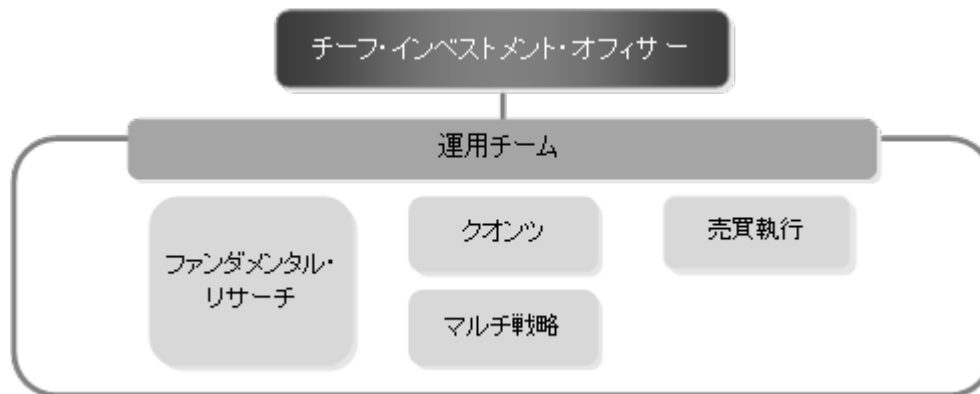 チーフ・インベストメント・オフィサー
運用チーム
ファンダメンタル・
リサーチ
クオンツ
マルチ戦略
売買執行